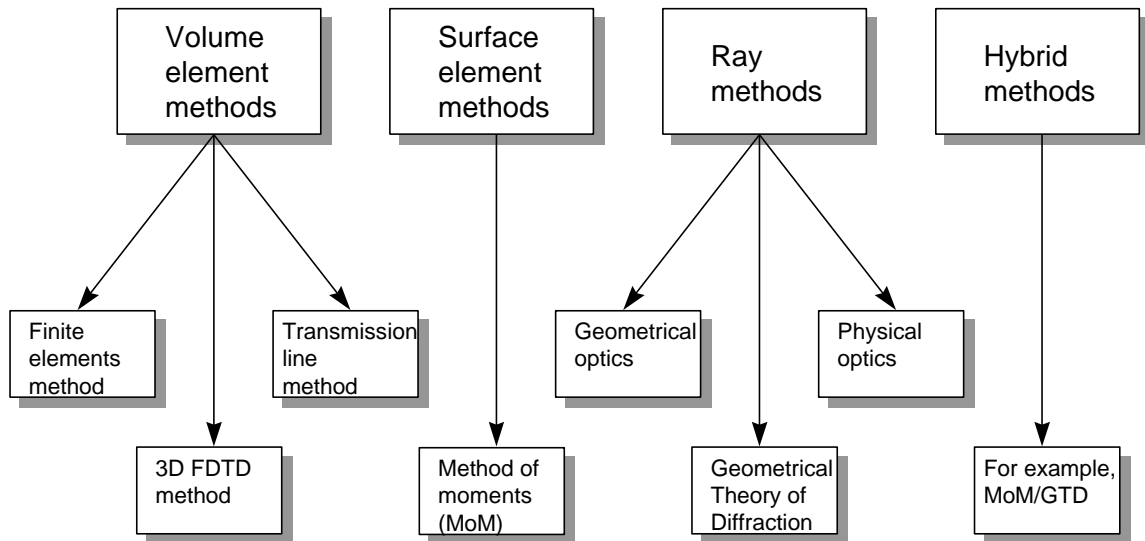 Volume
element
methods
Surface
element
methods
Ray
methods
Hybrid
methods
Finite
elements
method
Transmission
line
method
Geometrical
optics
Physical
optics
3D FDTD
method
Method of
moments
(MoM)
Geometrical
Theory of
Diffraction
For example,
MoM/GTD